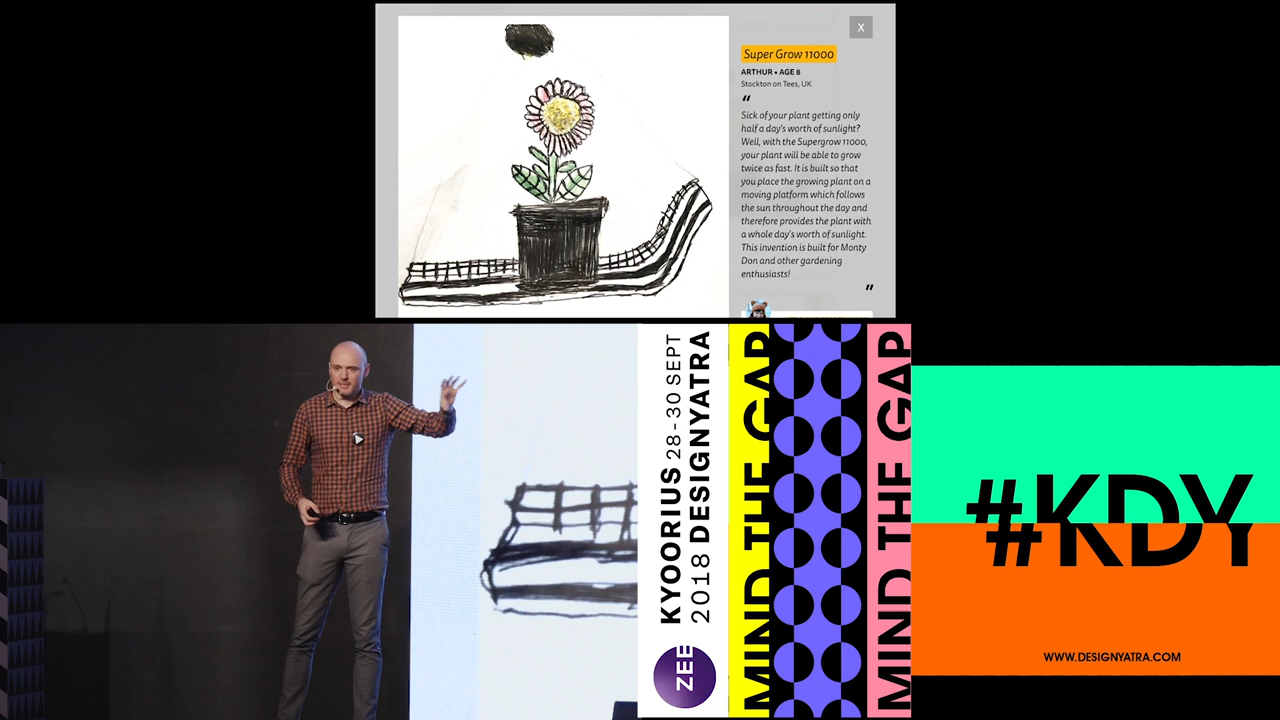 X
Super Grow 11000
ARTHUR • AGE 8
Stockton on Tees, UK
“
Sick of your plant getting only
half a day's worth of sunlight?
Well, with the Supergrow 11000,
your plant will be able to grow
twice as fast. It is built so that
you place the growing plant on a
moving platform which follows
the sun throughout the day and
therefore provides the plant with
a whole day's worth of sunlight.
This invention is built for Monty
Don and other gardening
enthusiasts!
”
KYOORIUS 28-30 SEPT
2018 DESIGNYATRA
ZEE
MIND THE GAP
MIND THE GAP
#KDY
WWW.DESIGNYATRA.COM